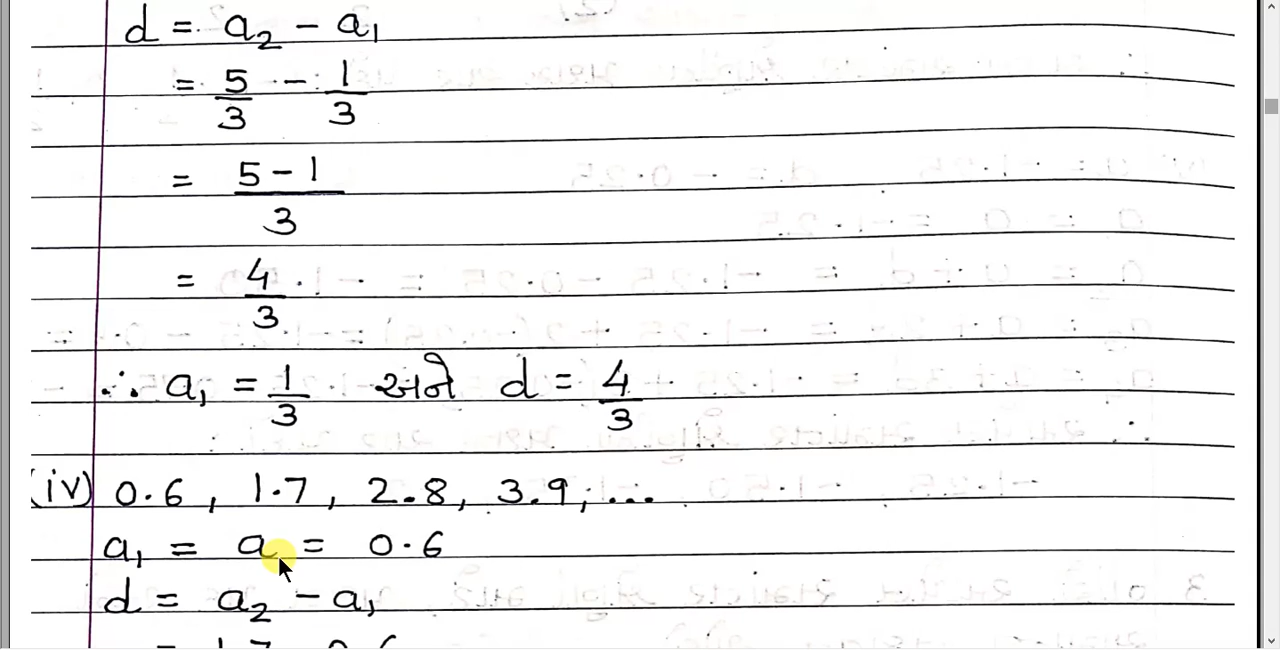 d = a₂ - a₁
= 5/3 - 1/3
= (5-1)/3
= 4/3
∴ a₁ = 1/3 અને d = 4/3
(iv) 0.6, 1.7, 2.8, 3.9, ...
a₁ = a = 0.6
d = a₂ - a₁